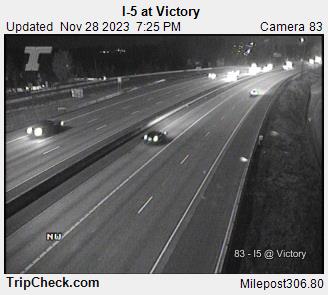 I-5 at Victory
Updated Nov 28 2023 7:25 PM Camera 83
T
NW
83 - I5 @ Victory
TripCheck.com Milepost306.80